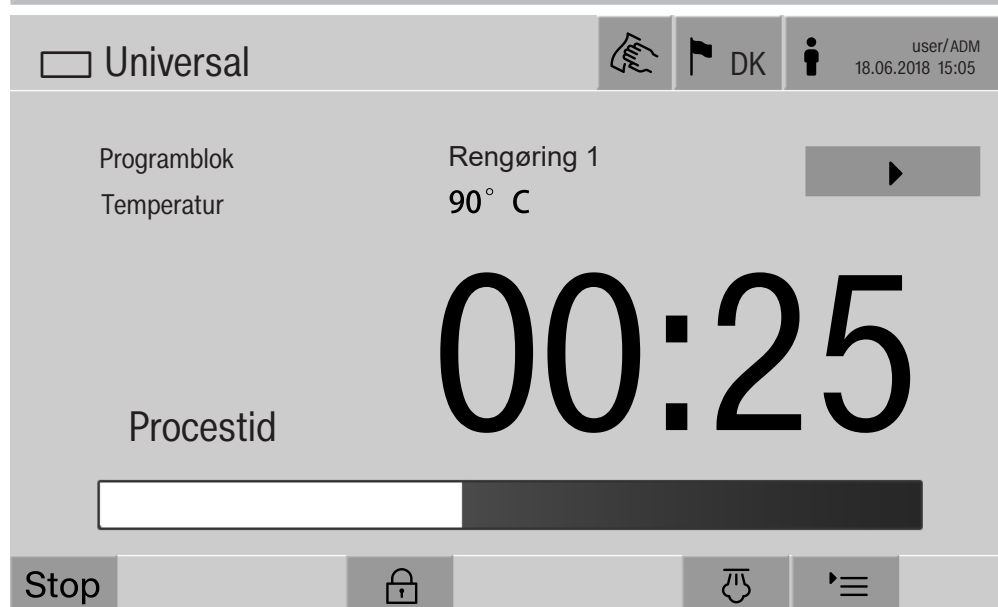 Universal
DK
user/ADM
18.06.2018 15:05
Programblok Rengøring 1
Temperatur 90° C
00:25
Procestid
Stop